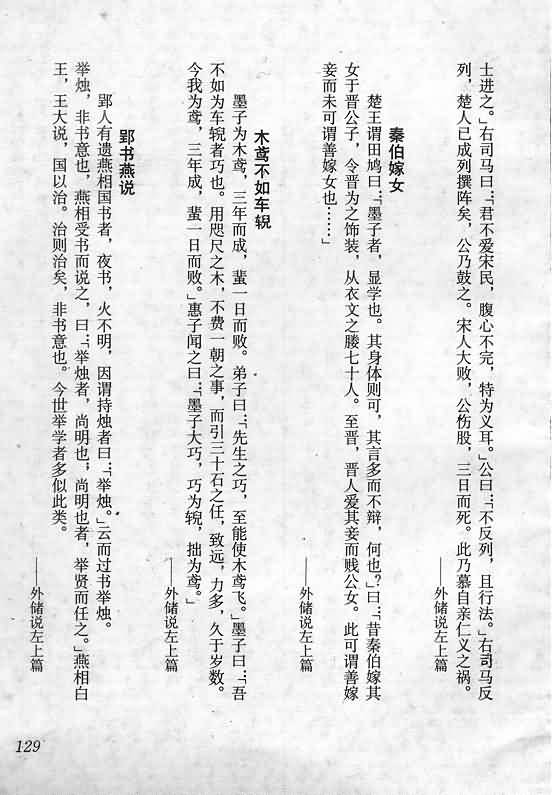 士进之。”右司马曰：“君不爱宋民，腹心不完，特为义耳。”公曰：“不反列，且行法。”右司马反
列，楚人已成列撰阵矣，公乃鼓之。宋人大败，公伤股，三日而死。此乃慕自亲仁义之祸。
——外储说左上篇
秦伯嫁女
楚王谓田鸠曰：“墨子者，显学也。其身体则可，其言多而不辩，何也？”曰：“昔秦伯嫁其
女于晋公子，令晋为之饰装，从衣文之媵七十人。至晋，晋人爱其妾而贱公女。此可谓善嫁
妾而未可谓善嫁女也……”
——外储说左上篇
木鸢不如车𫐐
墨子为木鸢，三年而成，蜚一日而败。弟子曰：“先生之巧，至能使木鸢飞。”墨子曰：“吾
不如为车𫐐者巧也。用咫尺之木，不费一朝之事，而引三十石之任，致远，力多，久于岁数。
今我为鸢，三年成，蜚一日而败。”惠子闻之曰：“墨子大巧，巧为𫐐，拙为鸢。”
——外储说左上篇
郢书燕说
郢人有遗燕相国书者，夜书，火不明，因谓持烛者曰：“举烛。”云而过书举烛。
举烛，非书意也，燕相受书而说之，曰：“举烛者，尚明也；尚明也者，举贤而任之。”燕相白
王，王大说，国以治。治则治矣，非书意也。今世举学者多似此类。
——外储说左上篇
129